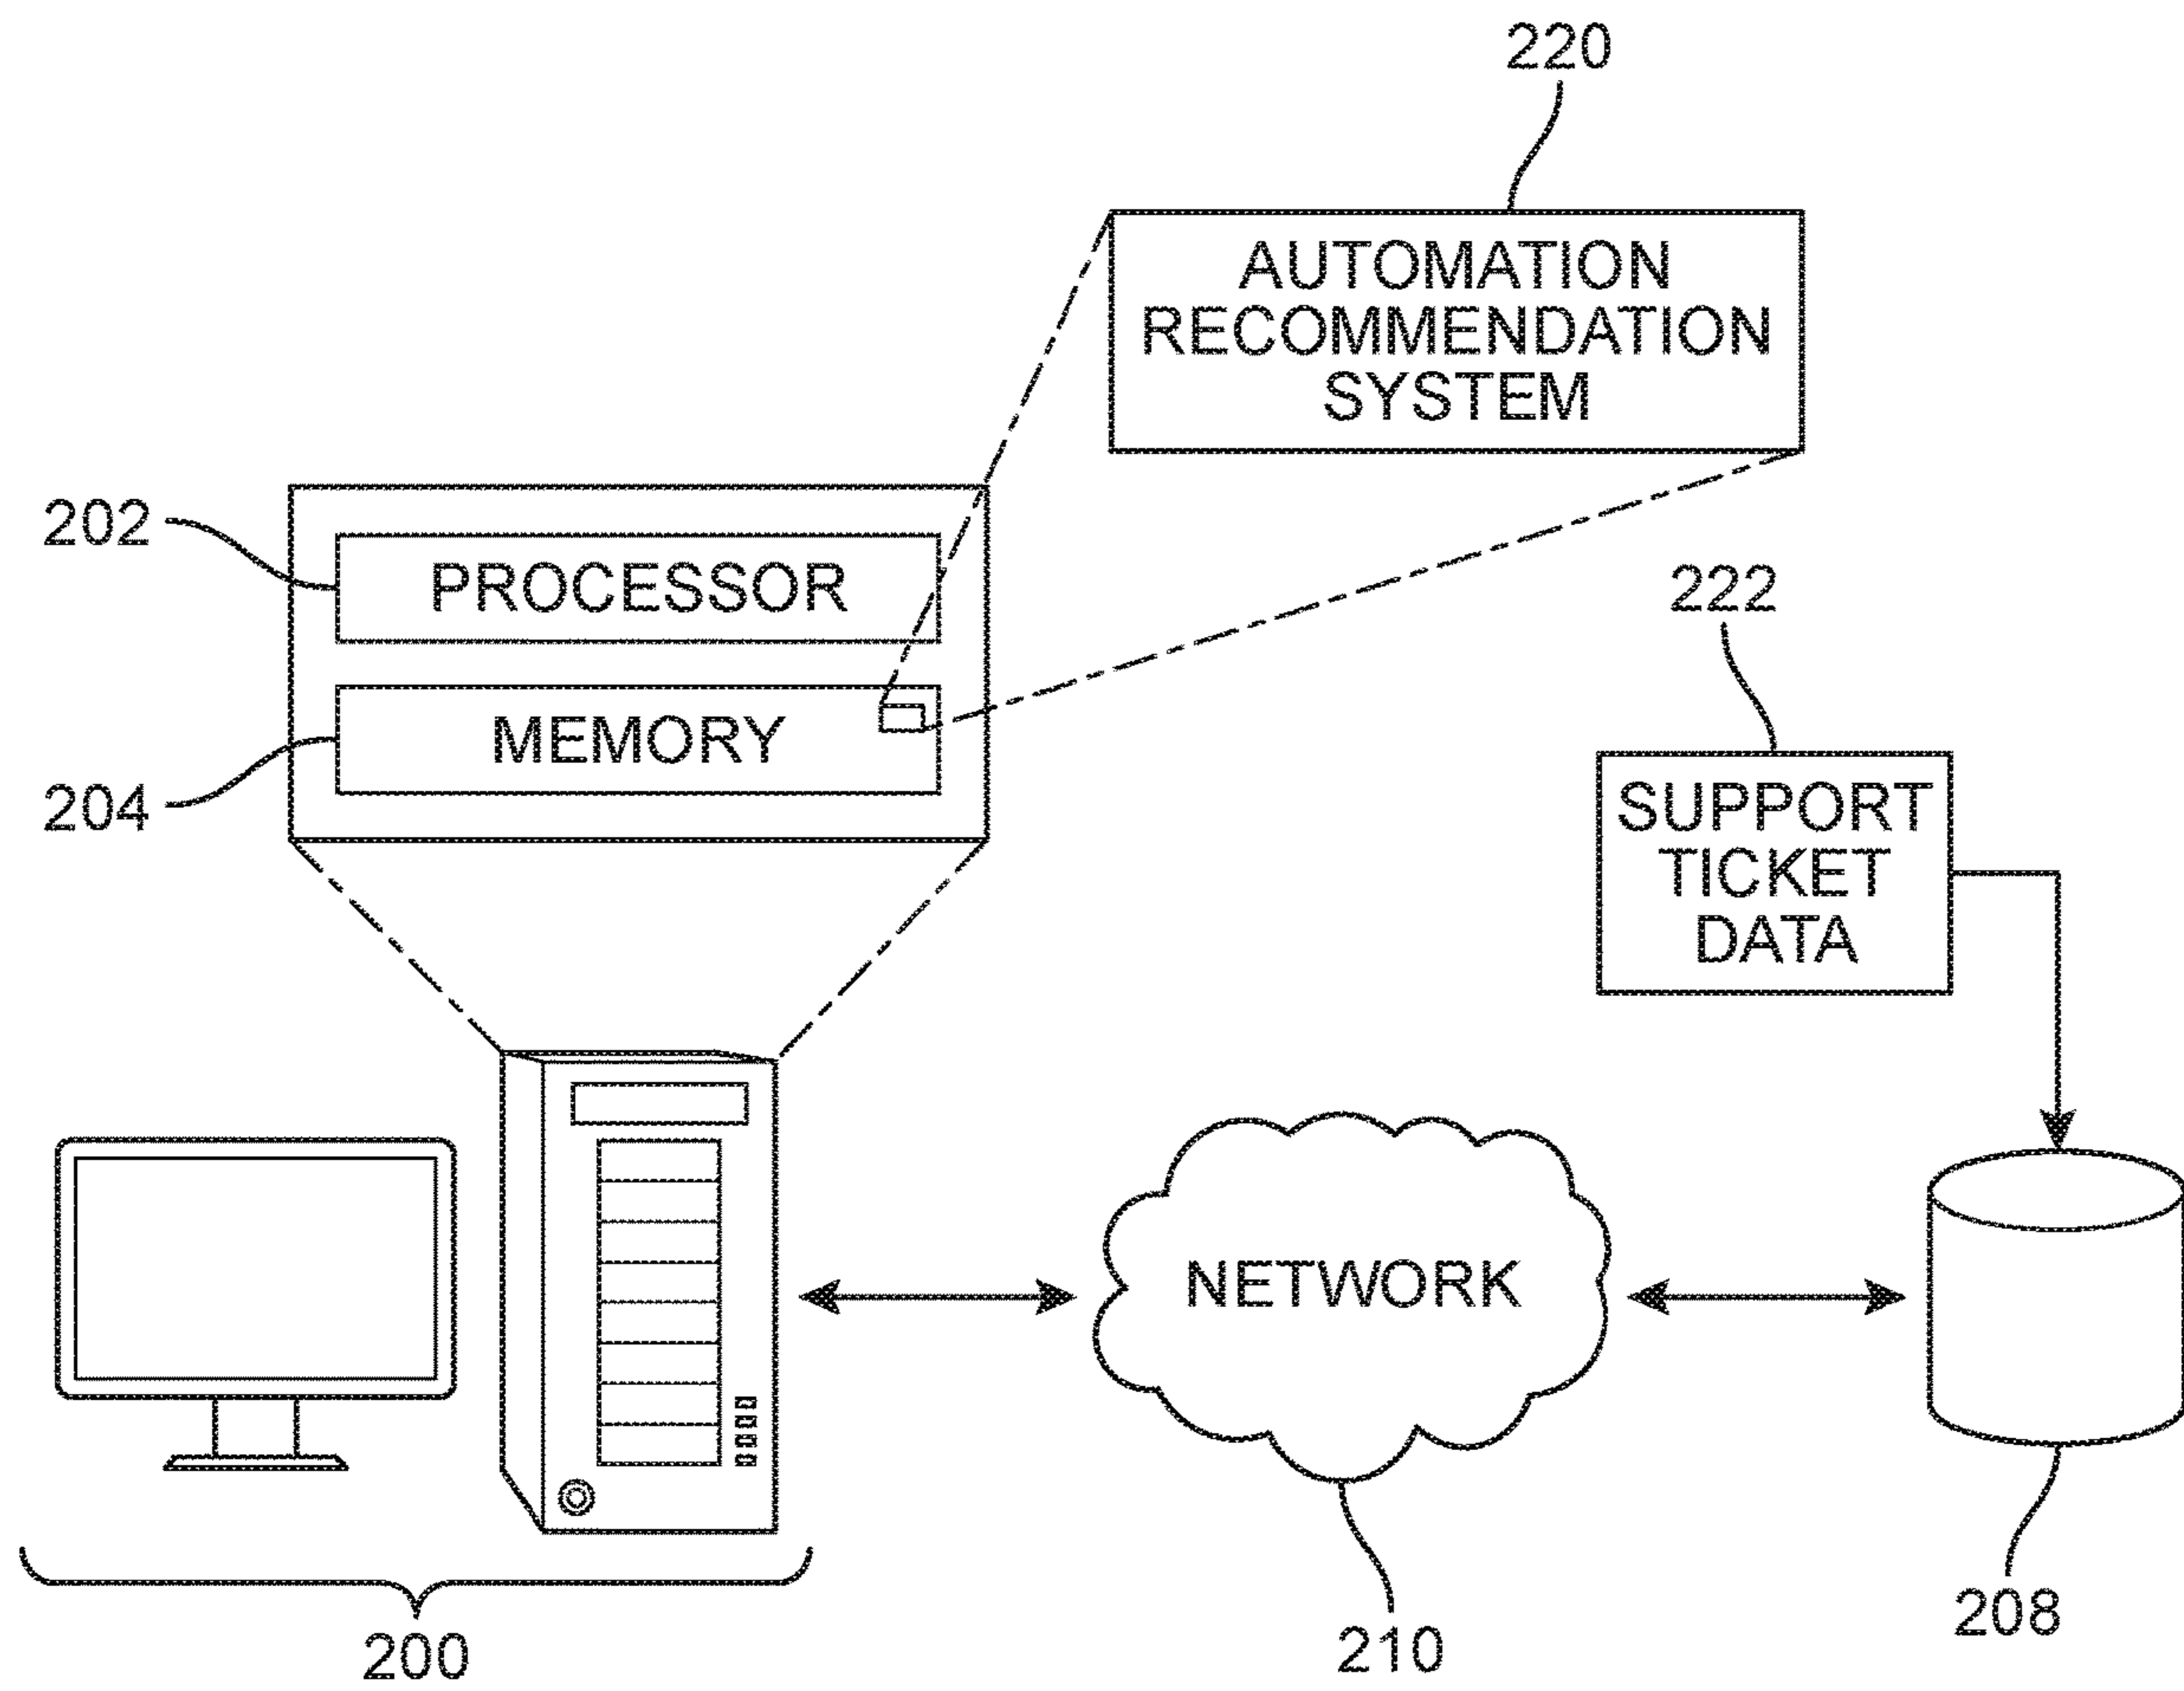 220
AUTOMATION
RECOMMENDATION
SYSTEM
202
PROCESSOR
222
MEMORY
204
SUPPORT
TICKET
DATA
NETWORK
200
210
208